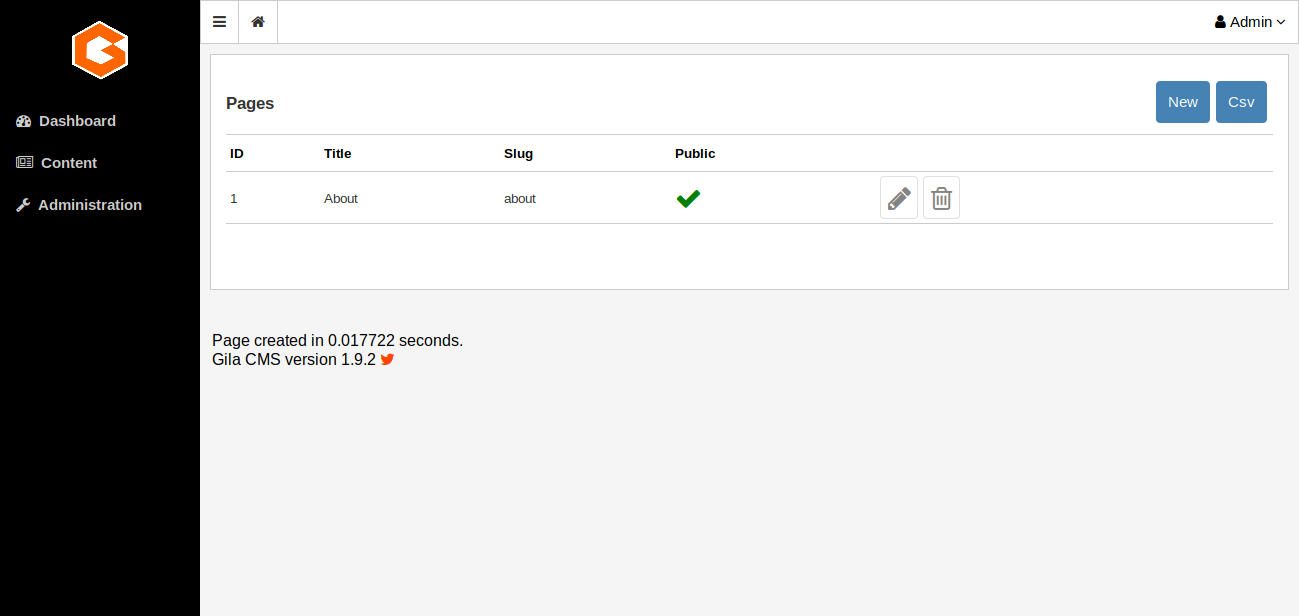 Admin
Dashboard
Content
Administration
Pages
New Csv
ID Title Slug Public
1 About about
Page created in 0.017722 seconds.
Gila CMS version 1.9.2